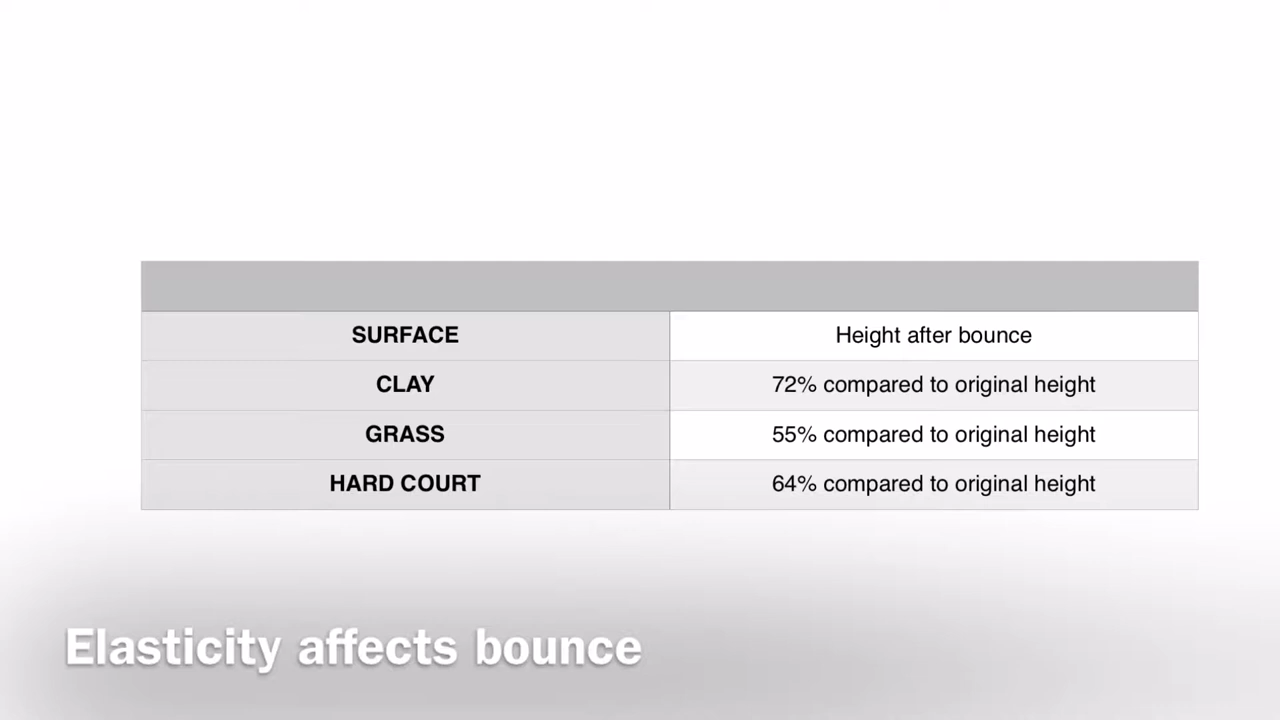 SURFACE Height after bounce
CLAY 72% compared to original height
GRASS 55% compared to original height
HARD COURT 64% compared to original height
Elasticity affects bounce